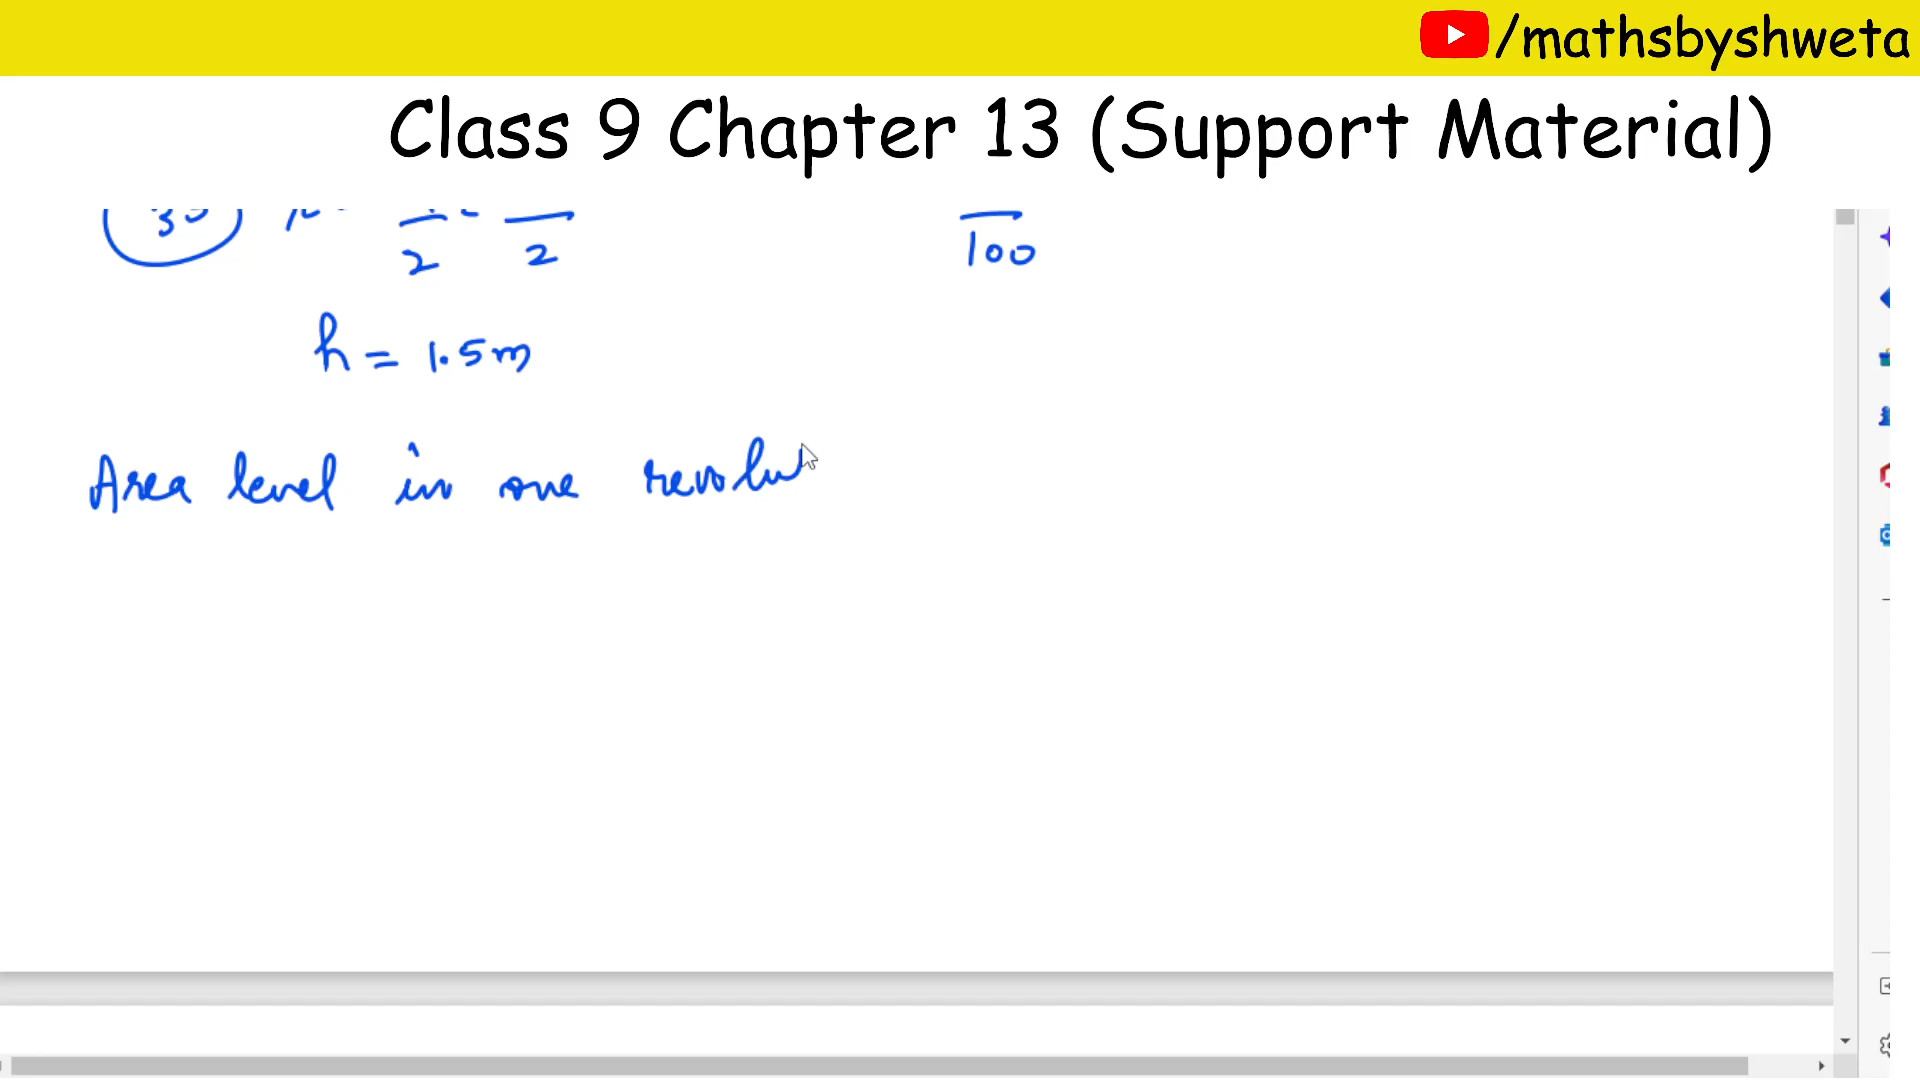 /mathsbyshweta
Class 9 Chapter 13 (Support Material)
2 2 100
h = 1.5m
Area level in one revolu